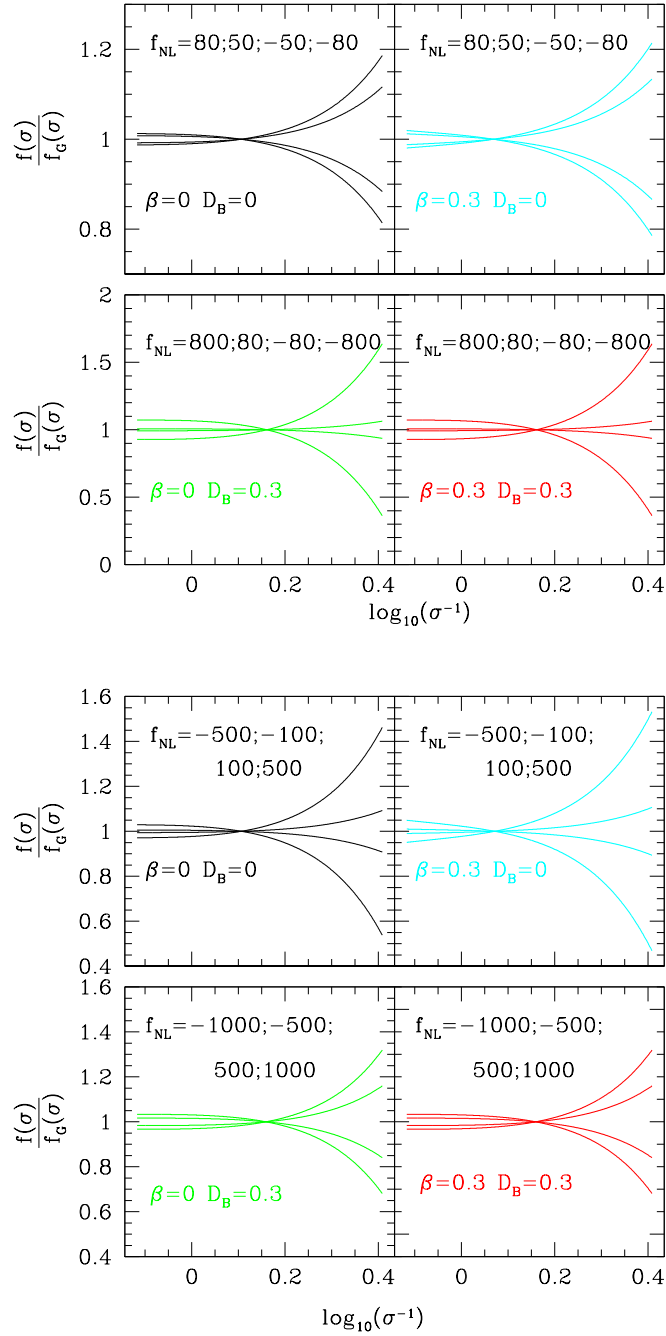 f_NL=80;50;−50;−80
f_NL=80;50;−50;−80
1.2
1
0.8
f(σ)
f_G(σ)
β=0 D_B=0
β=0.3 D_B=0
2
1.5
1
0.5
0
f(σ)
f_G(σ)
f_NL=800;80;−80;−800
f_NL=800;80;−80;−800
β=0 D_B=0.3
β=0.3 D_B=0.3
0 0.2 0.4 0 0.2 0.4
log₁₀(σ⁻¹)
1.6
1.4
1.2
1
0.8
0.6
0.4
f(σ)
f_G(σ)
f_NL=−500;−100;
100;500
f_NL=−500;−100;
100;500
β=0 D_B=0
β=0.3 D_B=0
1.6
1.4
1.2
1
0.8
0.6
0.4
f(σ)
f_G(σ)
f_NL=−1000;−500;
500;1000
f_NL=−1000;−500;
500;1000
β=0 D_B=0.3
β=0.3 D_B=0.3
0 0.2 0.4 0 0.2 0.4
log₁₀(σ⁻¹)